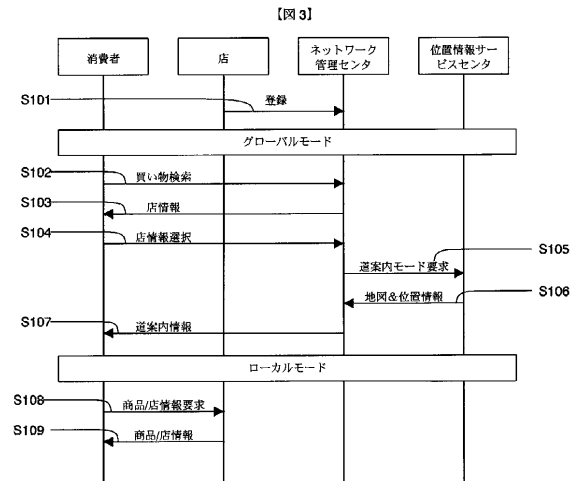 【図3】
消費者
店
ネットワーク
管理センタ
位置情報サー
ビスセンタ
S101
登録
グローバルモード
S102
買い物検索
S103
店情報
S104
店情報選択
道案内モード要求
S105
地図&位置情報
S106
S107
道案内情報
ローカルモード
S108
商品/店情報要求
S109
商品/店情報